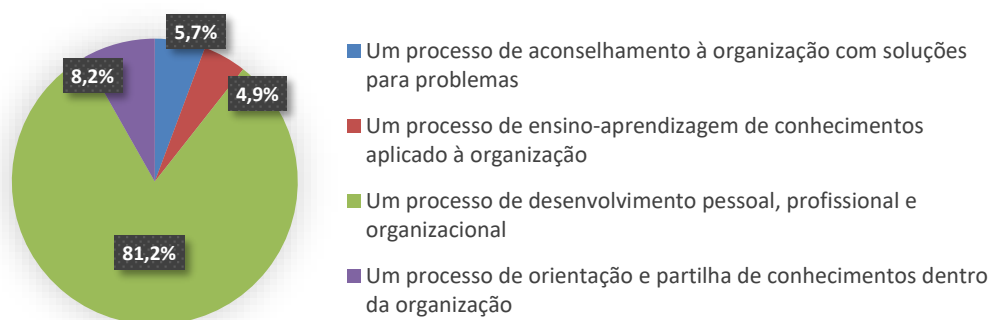 5,7%
8,2%
4,9%
81,2%
Um processo de aconselhamento à organização com soluções
para problemas
Um processo de ensino-aprendizagem de conhecimentos
aplicado à organização
Um processo de desenvolvimento pessoal, profissional e
organizacional
Um processo de orientação e partilha de conhecimentos dentro
da organização